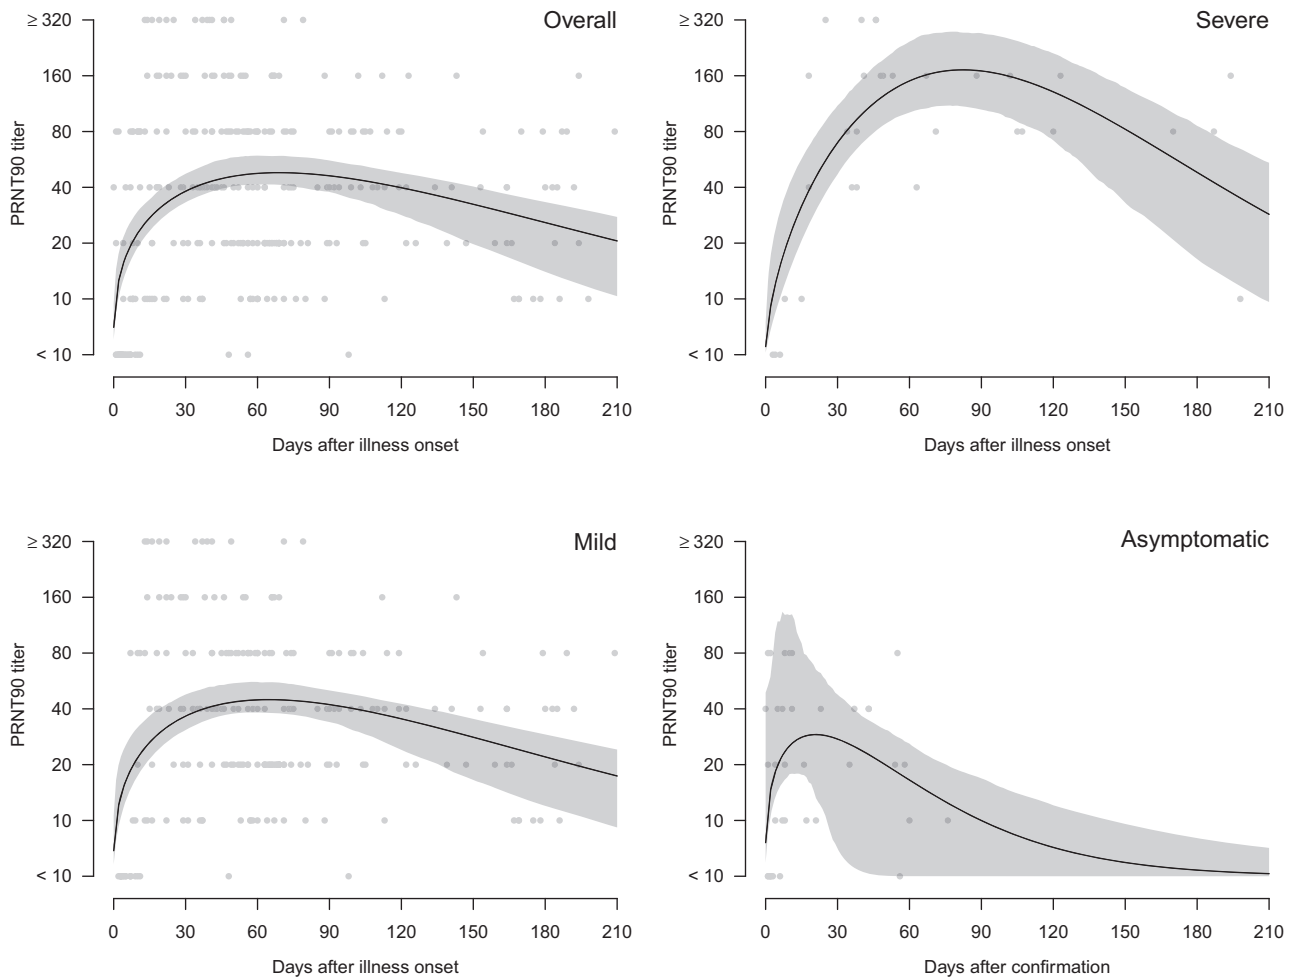 Overall
PRNT90 titer
≥ 320
160
80
40
20
10
< 10
0 30 60 90 120 150 180 210
Days after illness onset
Severe
PRNT90 titer
≥ 320
160
80
40
20
10
< 10
0 30 60 90 120 150 180 210
Days after illness onset
Mild
PRNT90 titer
≥ 320
160
80
40
20
10
< 10
0 30 60 90 120 150 180 210
Days after illness onset
Asymptomatic
PRNT90 titer
≥ 320
160
80
40
20
10
< 10
0 30 60 90 120 150 180 210
Days after confirmation